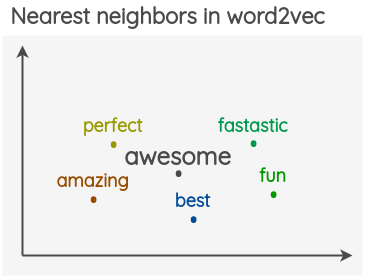 Nearest neighbors in word2vec
perfect
fastastic
awesome
amazing
fun
best